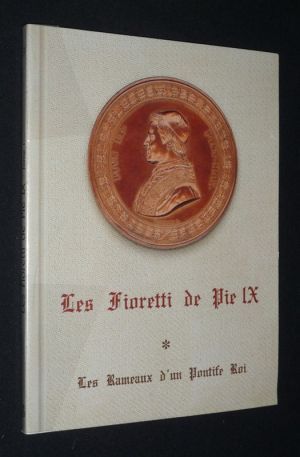 Les Fioretti de Pie IX
*
Les Rameaux d'un Pontife Roi